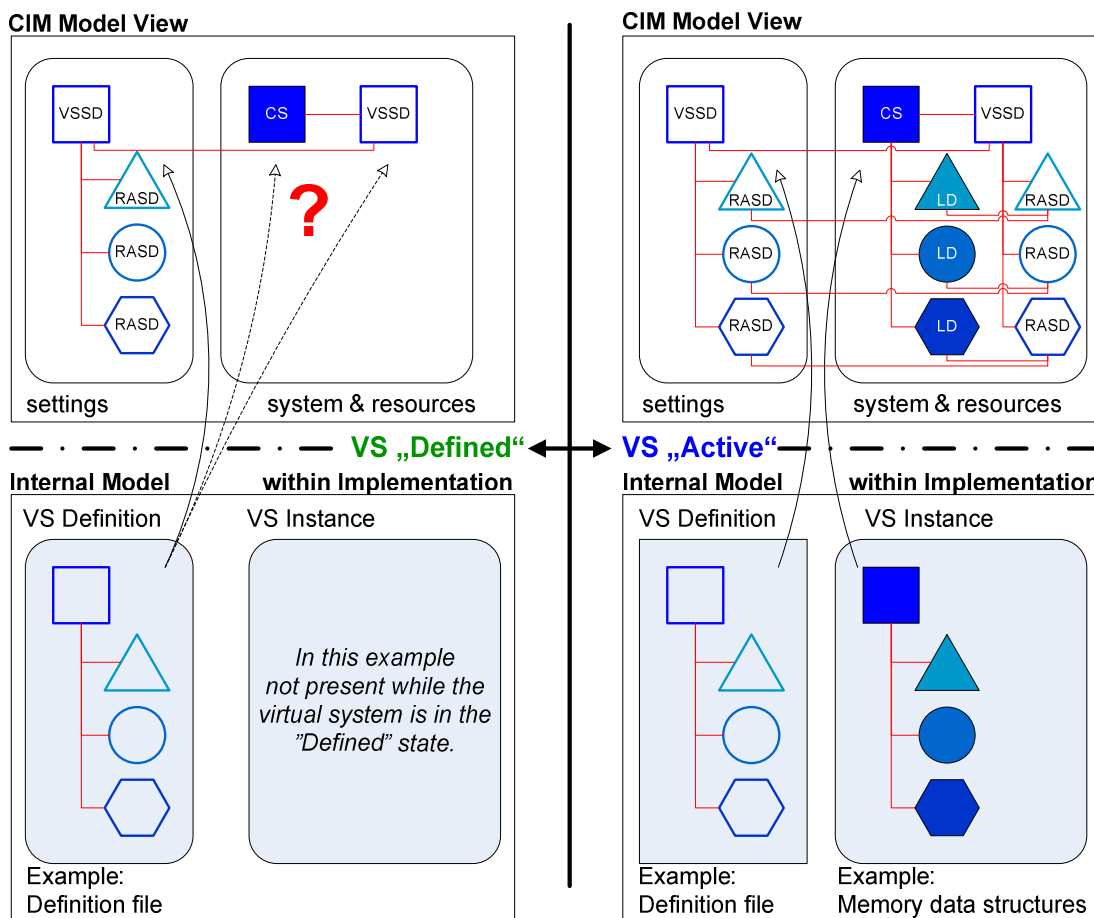 CIM Model View
VSSD
CS
VSSD
RASD
?
RASD
RASD
settings
system & resources
CIM Model View
VSSD
CS
VSSD
RASD
LD
RASD
RASD
LD
RASD
RASD
LD
RASD
settings
system & resources
VS „Defined“
VS „Active“
Internal Model
within Implementation
VS Definition
VS Instance
In this example
not present while the
virtual system is in the
”Defined” state.
Example:
Definition file
Internal Model
within Implementation
VS Definition
VS Instance
Example:
Definition file
Example:
Memory data structures